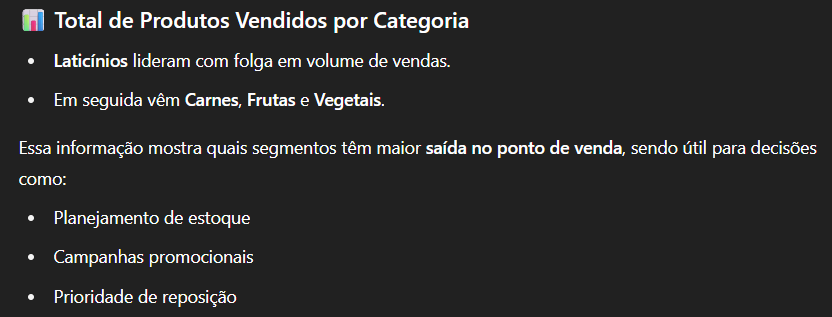 📊 Total de Produtos Vendidos por Categoria
• Laticínios lideram com folga em volume de vendas.
• Em seguida vêm Carnes, Frutas e Vegetais.
Essa informação mostra quais segmentos têm maior saída no ponto de venda, sendo útil para decisões
como:
• Planejamento de estoque
• Campanhas promocionais
• Prioridade de reposição